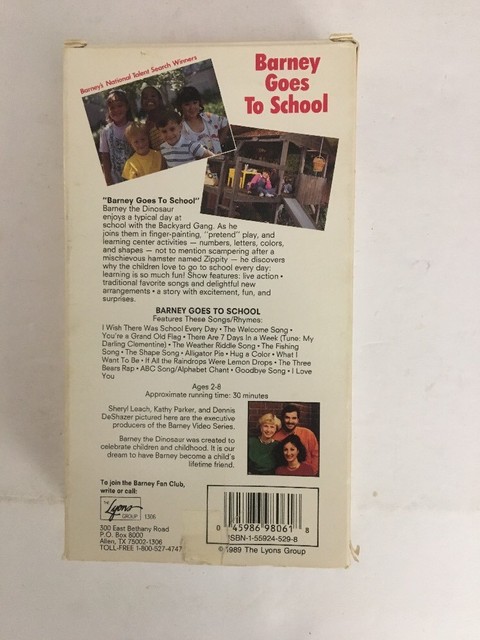 Barney's National Talent Search Winners
Barney
Goes
To School
"Barney Goes To School"
Barney the Dinosaur
enjoys a typical day at
school with the Backyard Gang. As he
joins them in finger-painting, "pretend" play, and
learning center activities — numbers, letters, colors,
and shapes — not to mention scampering after a
mischievous hamster named Zippity — he discovers
why the children love to go to school every day:
learning is so much fun! Show features: live action •
traditional favorite songs and delightful new
arrangements • a story with excitement, fun, and
surprises.
BARNEY GOES TO SCHOOL
Features These Songs/Rhymes:
I Wish There Was School Every Day • The Welcome Song •
You're a Grand Old Flag • There Are 7 Days In a Week (Tune: My
Darling Clementine) • The Weather Riddle Song • The Fishing
Song • The Shape Song • Alligator Pie • Hug a Color • What I
Want To Be • If All the Raindrops Were Lemon Drops • The Three
Bears Rap • ABC Song/Alphabet Chant • Goodbye Song • I Love
You
Ages 2-8
Approximate running time: 30 minutes
Sheryl Leach, Kathy Parker, and Dennis
DeShazer pictured here are the executive
producers of the Barney Video Series.
Barney the Dinosaur was created to
celebrate children and childhood. It is our
dream to have Barney become a child's
lifetime friend.
To join the Barney Fan Club,
write or call:
THE
Lyons
GROUP 1306
300 East Bethany Road
P.O. Box 8000
Allen, TX 75002-1306
TOLL-FREE 1-800-527-4747
0 45986 98061 8
ISBN-1-55924-529-8
©1989 The Lyons Group